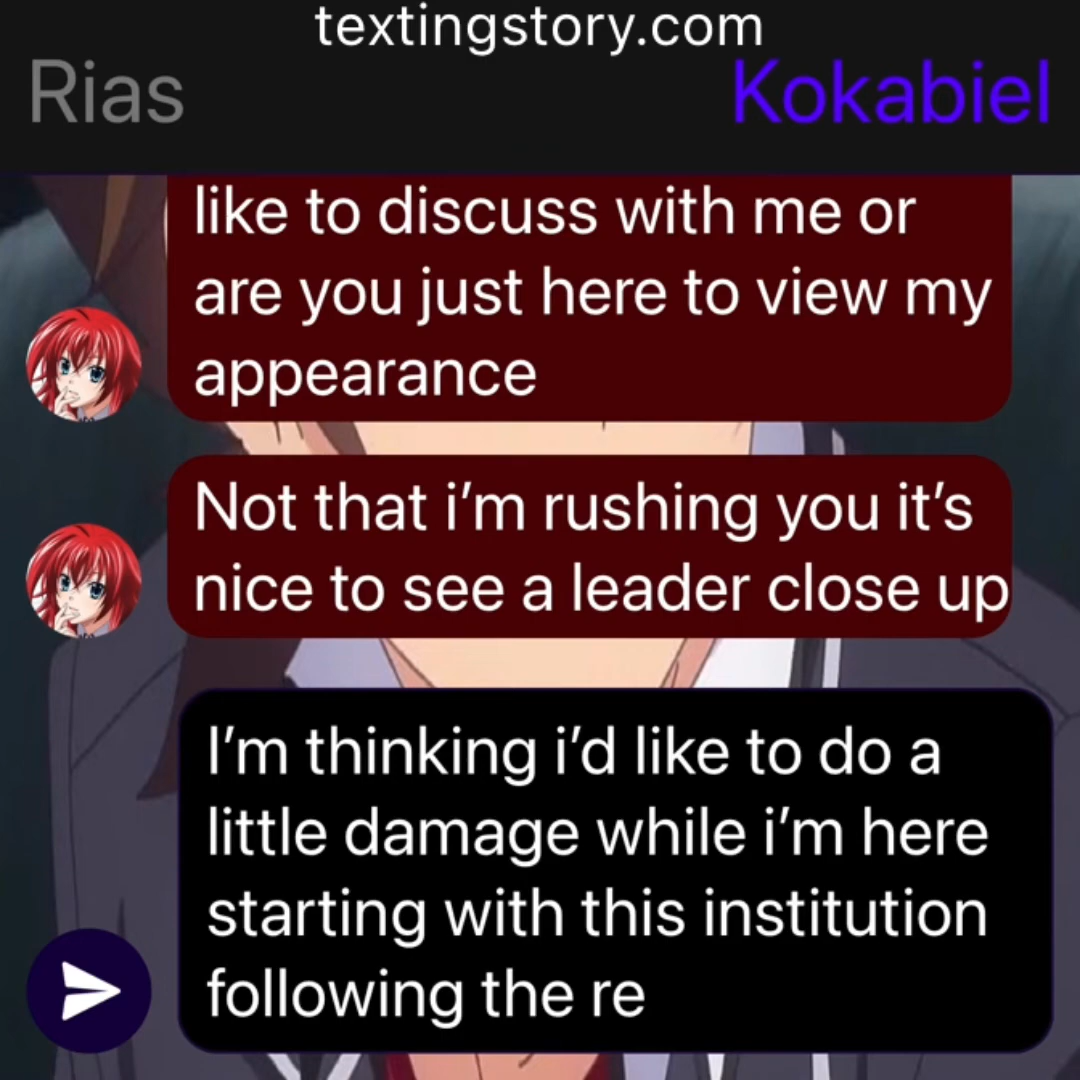 textingstory.com
Rias
Kokabiel
like to discuss with me or
are you just here to view my
appearance
Not that i’m rushing you it’s
nice to see a leader close up
I’m thinking i’d like to do a
little damage while i’m here
starting with this institution
following the re